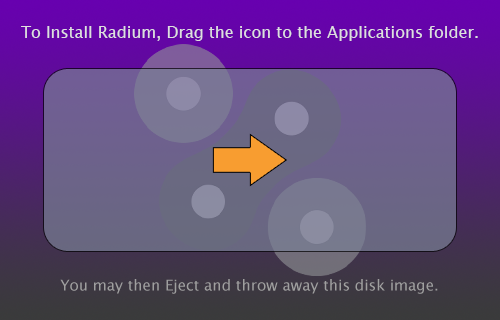 To Install Radium, Drag the icon to the Applications folder.
You may then Eject and throw away this disk image.